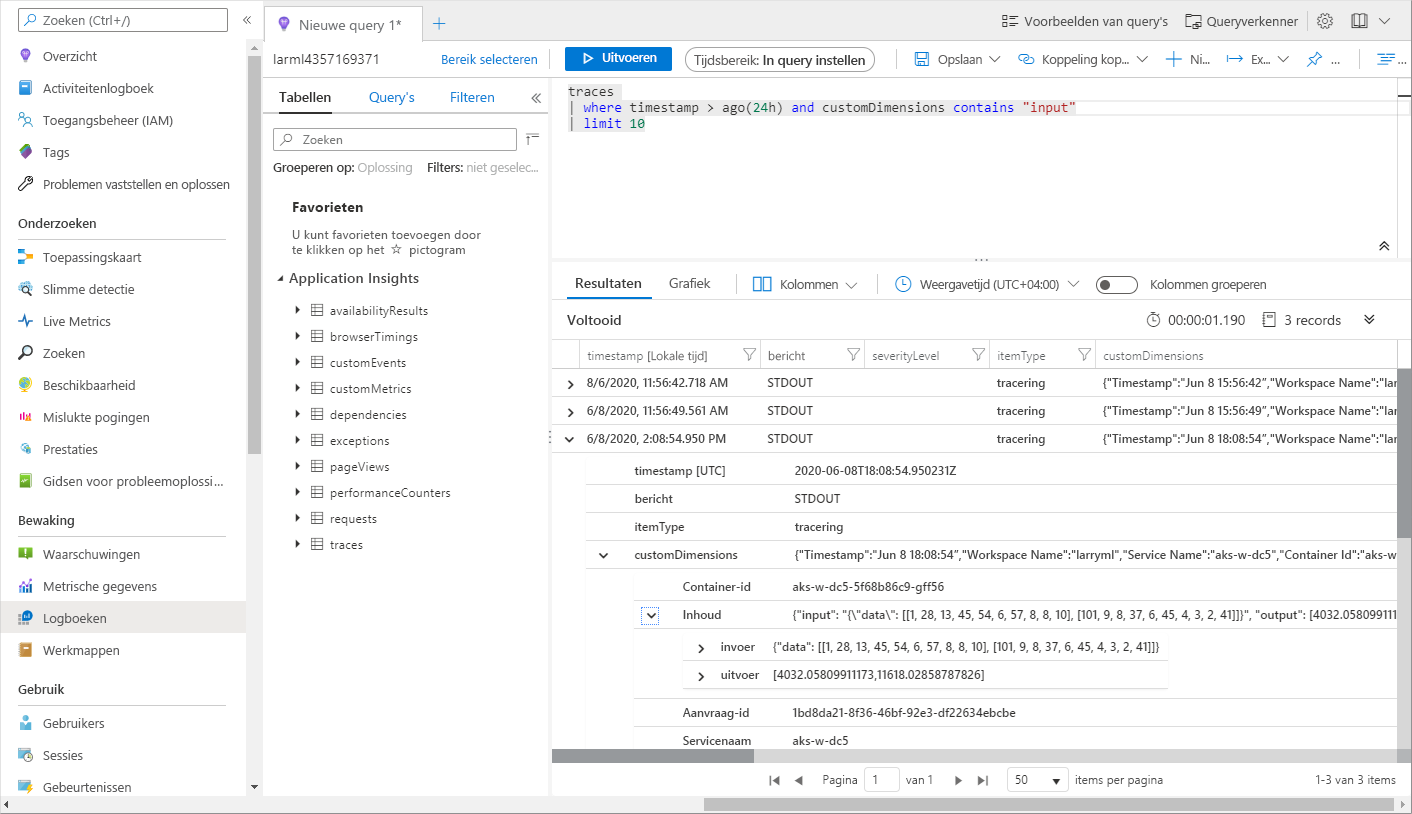 Zoeken (Ctrl+/)
«
Overzicht
Activiteitenlogboek
Toegangsbeheer (IAM)
Tags
Problemen vaststellen en oplossen
Onderzoeken
Toepassingskaart
Slimme detectie
Live Metrics
Zoeken
Beschikbaarheid
Mislukte pogingen
Prestaties
Gidsen voor probleemoplossi...
Bewaking
Waarschuwingen
Metrische gegevens
Logboeken
Werkmappen
Gebruik
Gebruikers
Sessies
Gebeurtenissen
Nieuwe query 1*
Voorbeelden van query's
Queryverkenner
larml4357169371
Bereik selecteren
Uitvoeren
Tijdsbereik: In query instellen
Opslaan
Koppeling kop...
Ni...
Ex...
...
...
Tabellen
Query's
Filteren
«
Zoeken
Groeperen op: Oplossing
Filters: niet geselec...
Favorieten
U kunt favorieten toevoegen door
te klikken op het ☆ pictogram
Application Insights
availabilityResults
browserTimings
customEvents
customMetrics
dependencies
exceptions
pageViews
performanceCounters
requests
traces
traces
| where timestamp > ago(24h) and customDimensions contains "input"
| limit 10
Resultaten
Grafiek
Kolommen
Weergavetijd (UTC+04:00)
Kolommen groeperen
Voltooid
00:00:01.190
3 records
timestamp [Lokale tijd] bericht severityLevel itemType customDimensions
8/6/2020, 11:56:42.718 AM STDOUT tracering {"Timestamp":"Jun 8 15:56:42","Workspace Name":"lar
6/8/2020, 11:56:49.561 AM STDOUT tracering {"Timestamp":"Jun 8 15:56:49","Workspace Name":"lar
6/8/2020, 2:08:54.950 PM STDOUT tracering {"Timestamp":"Jun 8 18:08:54","Workspace Name":"lar
timestamp [UTC] 2020-06-08T18:08:54.950231Z
bericht STDOUT
itemType tracering
customDimensions {"Timestamp":"Jun 8 18:08:54","Workspace Name":"larryml","Service Name":"aks-w-dc5","Container Id":"aks-w
Container-id aks-w-dc5-5f68b86c9-gff56
Inhoud {"input": "{\"data\": [[1, 28, 13, 45, 54, 6, 57, 8, 8, 10], [101, 9, 8, 37, 6, 45, 4, 3, 2, 41]]}", "output": [4032.058099111
invoer {"data": [[1, 28, 13, 45, 54, 6, 57, 8, 8, 10], [101, 9, 8, 37, 6, 45, 4, 3, 2, 41]]}
uitvoer [4032.05809911173,11618.02858787826]
Aanvraag-id 1bd8da21-8f36-46bf-92e3-df22634ebcbe
Servicenaam aks-w-dc5
Pagina 1 van 1
50 items per pagina
1-3 van 3 items